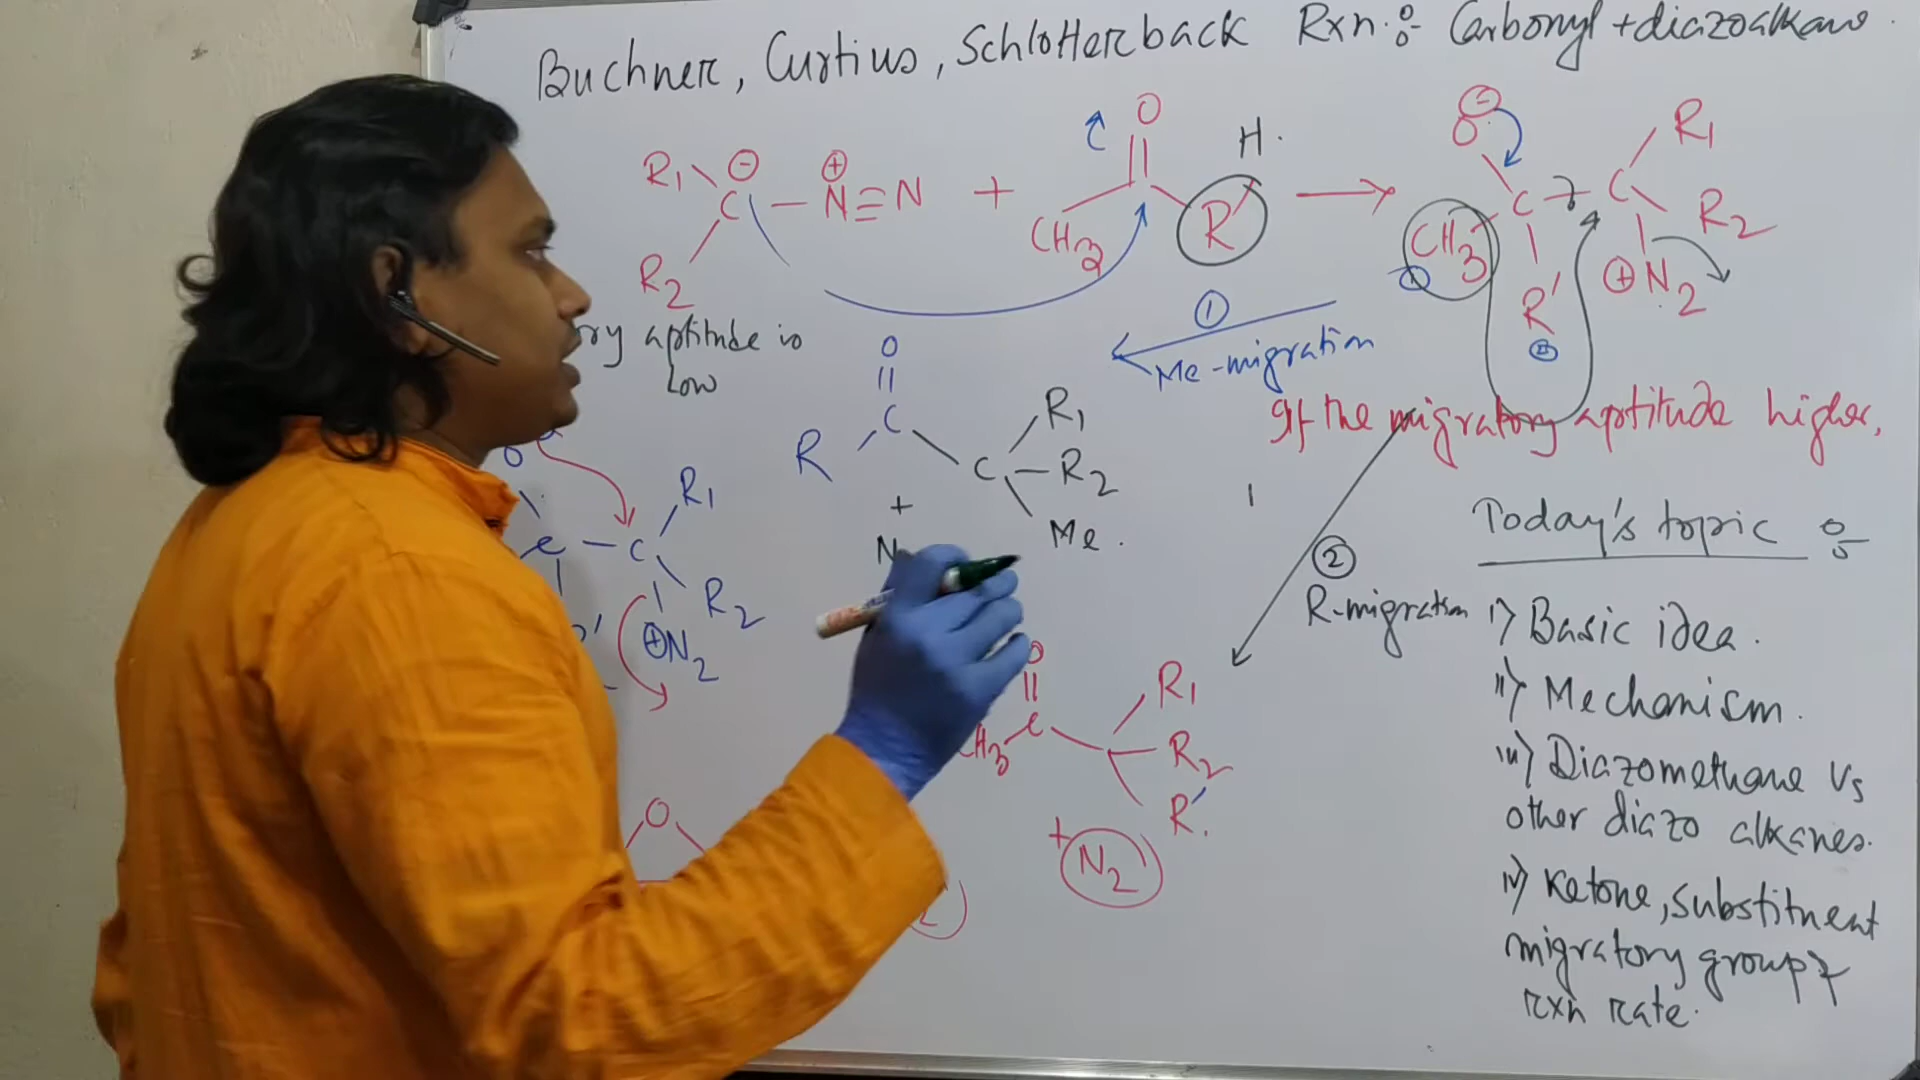 Buchner, Curtius, Schlotterback Rxn :- Carbonyl + diazoalkane.
R1 ⊖ ⊕ C — N≡N + O H. → ⊖ O R1
R2 CH3 R' CH3 C C R2
R' ⊕N2
① Me-migration
aptitude is
Low
If the migratory aptitude higher,
O
C R1
R C — R2
+ Me.
N
R1
C — C
R2
⊕N2
② R-migration
O R1
CH3 C R2
R'
+ N2
O
Today's topic :-
i) Basic idea.
ii) Mechanism.
iii) Diazomethane Vs
other diazo alkanes.
iv) Ketone, Substituent
migratory group &
rxn rate.